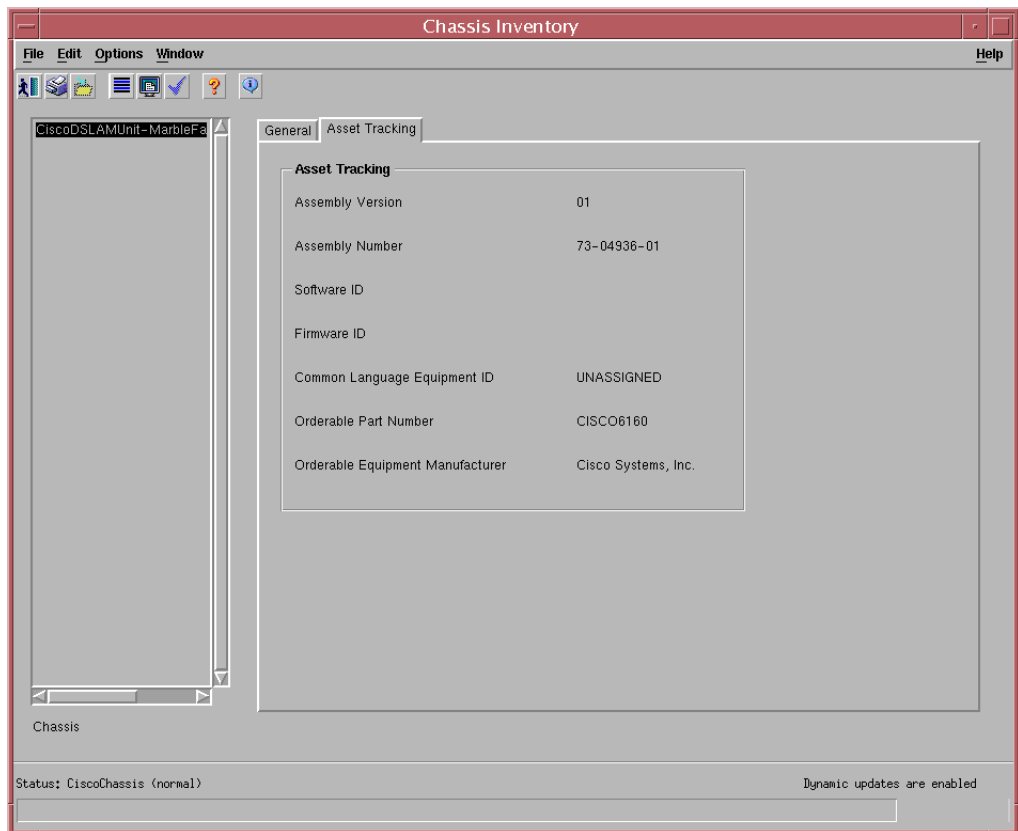 Chassis Inventory
File Edit Options Window Help
CiscoDSLAMUnit-MarbleFa
General Asset Tracking
Asset Tracking
Assembly Version 01
Assembly Number 73-04936-01
Software ID
Firmware ID
Common Language Equipment ID UNASSIGNED
Orderable Part Number CISCO6160
Orderable Equipment Manufacturer Cisco Systems, Inc.
Chassis
Status: CiscoChassis (normal) Dynamic updates are enabled